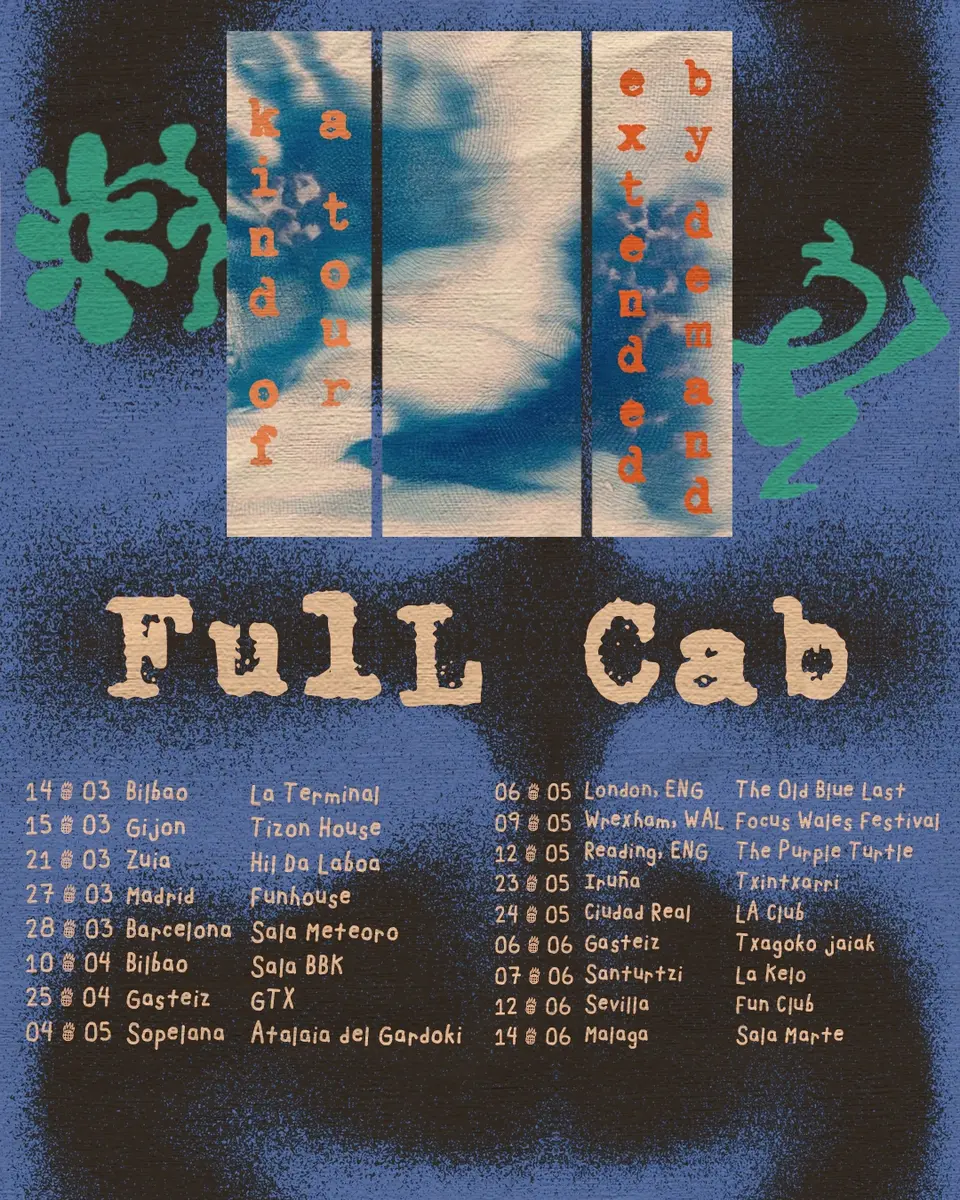 kind of
a tour
extended
by demand
FulL Cab
14 03 Bilbao La Terminal
15 03 Gijon Tizon House
21 03 Zuia Hil Da Laboa
27 03 Madrid Funhouse
28 03 Barcelona Sala Meteoro
10 04 Bilbao Sala BBK
25 04 Gasteiz GTX
04 05 Sopelana Atalaia del Gardoki
06 05 London, ENG The Old Blue Last
09 05 Wrexham, WAL Focus Wales Festival
12 05 Reading, ENG The Purple Turtle
23 05 Iruña Txintxarri
24 05 Ciudad Real LA Club
06 06 Gasteiz Txagoko jaiak
07 06 Santurtzi La Kelo
12 06 Sevilla Fun Club
14 06 Malaga Sala Marte